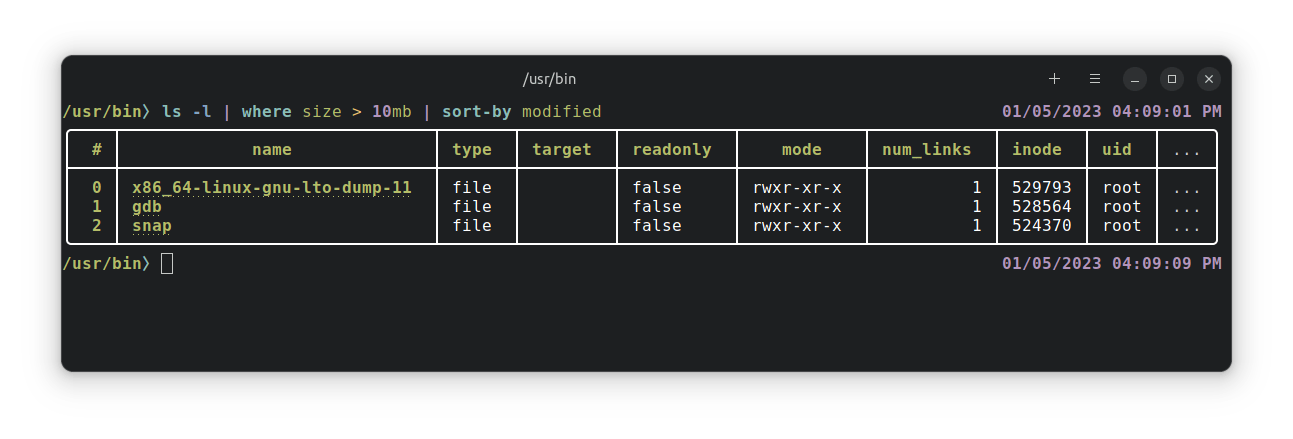 /usr/bin
/usr/bin〉ls -l | where size > 10mb | sort-by modified 01/05/2023 04:09:01 PM
# name type target readonly mode num_links inode uid ...
0 x86_64-linux-gnu-lto-dump-11 file false rwxr-xr-x 1 529793 root ...
1 gdb file false rwxr-xr-x 1 528564 root ...
2 snap file false rwxr-xr-x 1 524370 root ...
/usr/bin〉 01/05/2023 04:09:09 PM